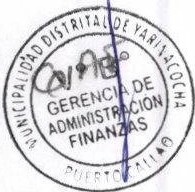 MUNICIPALIDAD DISTRITAL DE YARINACOCHA
GERENCIA DE
ADMINISTRACIÓN
FINANZAS
PUERTO CALLAO